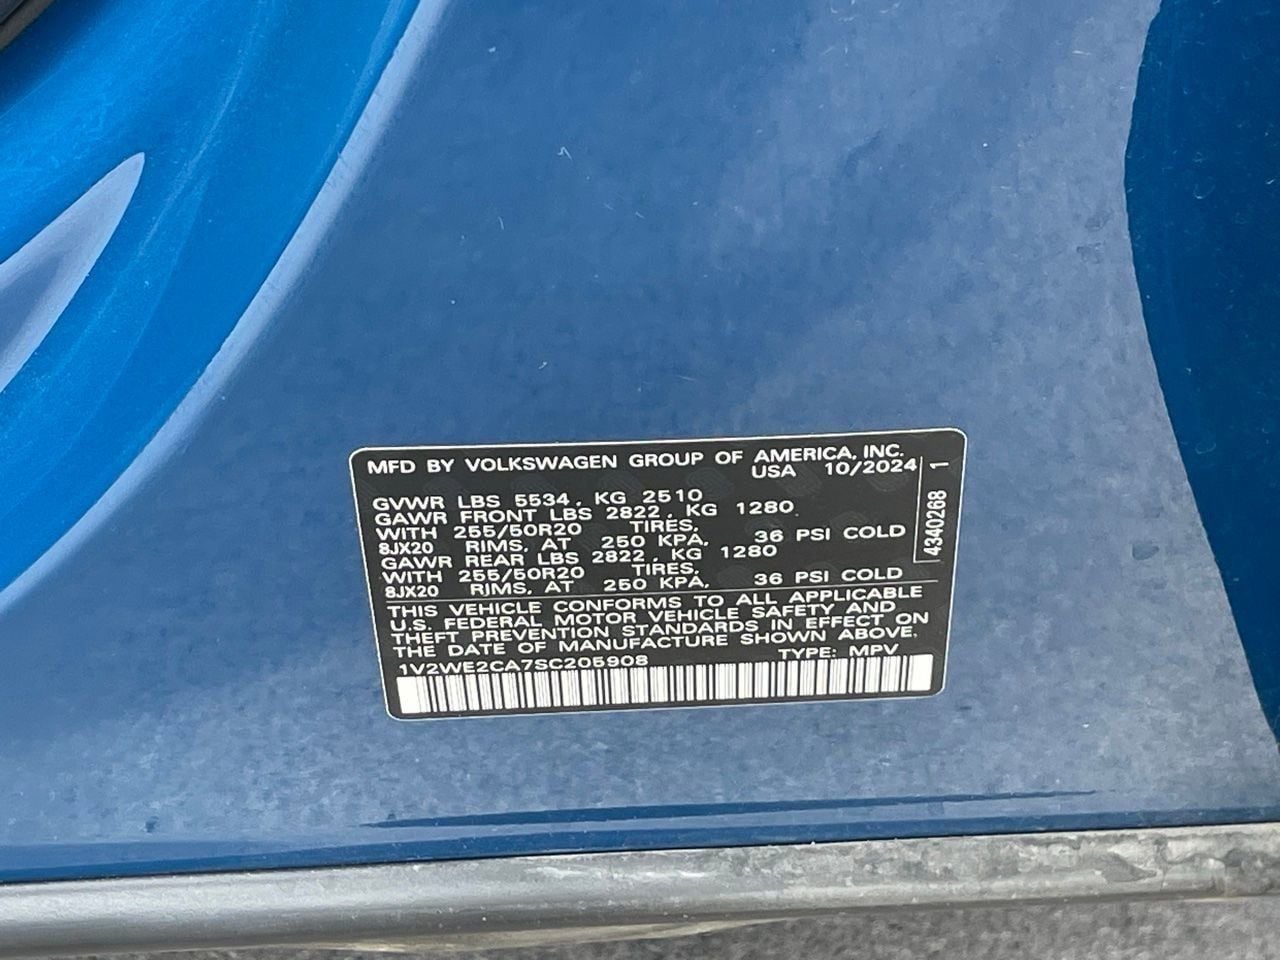 MFD BY VOLKSWAGEN GROUP OF AMERICA, INC.
USA 10/2024
GVWR LBS 5534, KG 2510
GAWR FRONT LBS 2822, KG 1280,
WITH 255/50R20 TIRES,
8JX20 RIMS, AT 250 KPA, 36 PSI COLD
GAWR REAR LBS 2822, KG 1280
WITH 255/50R20 TIRES,
8JX20 RIMS, AT 250 KPA, 36 PSI COLD
THIS VEHICLE CONFORMS TO ALL APPLICABLE
U.S. FEDERAL MOTOR VEHICLE SAFETY AND
THEFT PREVENTION STANDARDS IN EFFECT ON
THE DATE OF MANUFACTURE SHOWN ABOVE.
1V2WE2CA7SC205908 TYPE: MPV
4340268 1